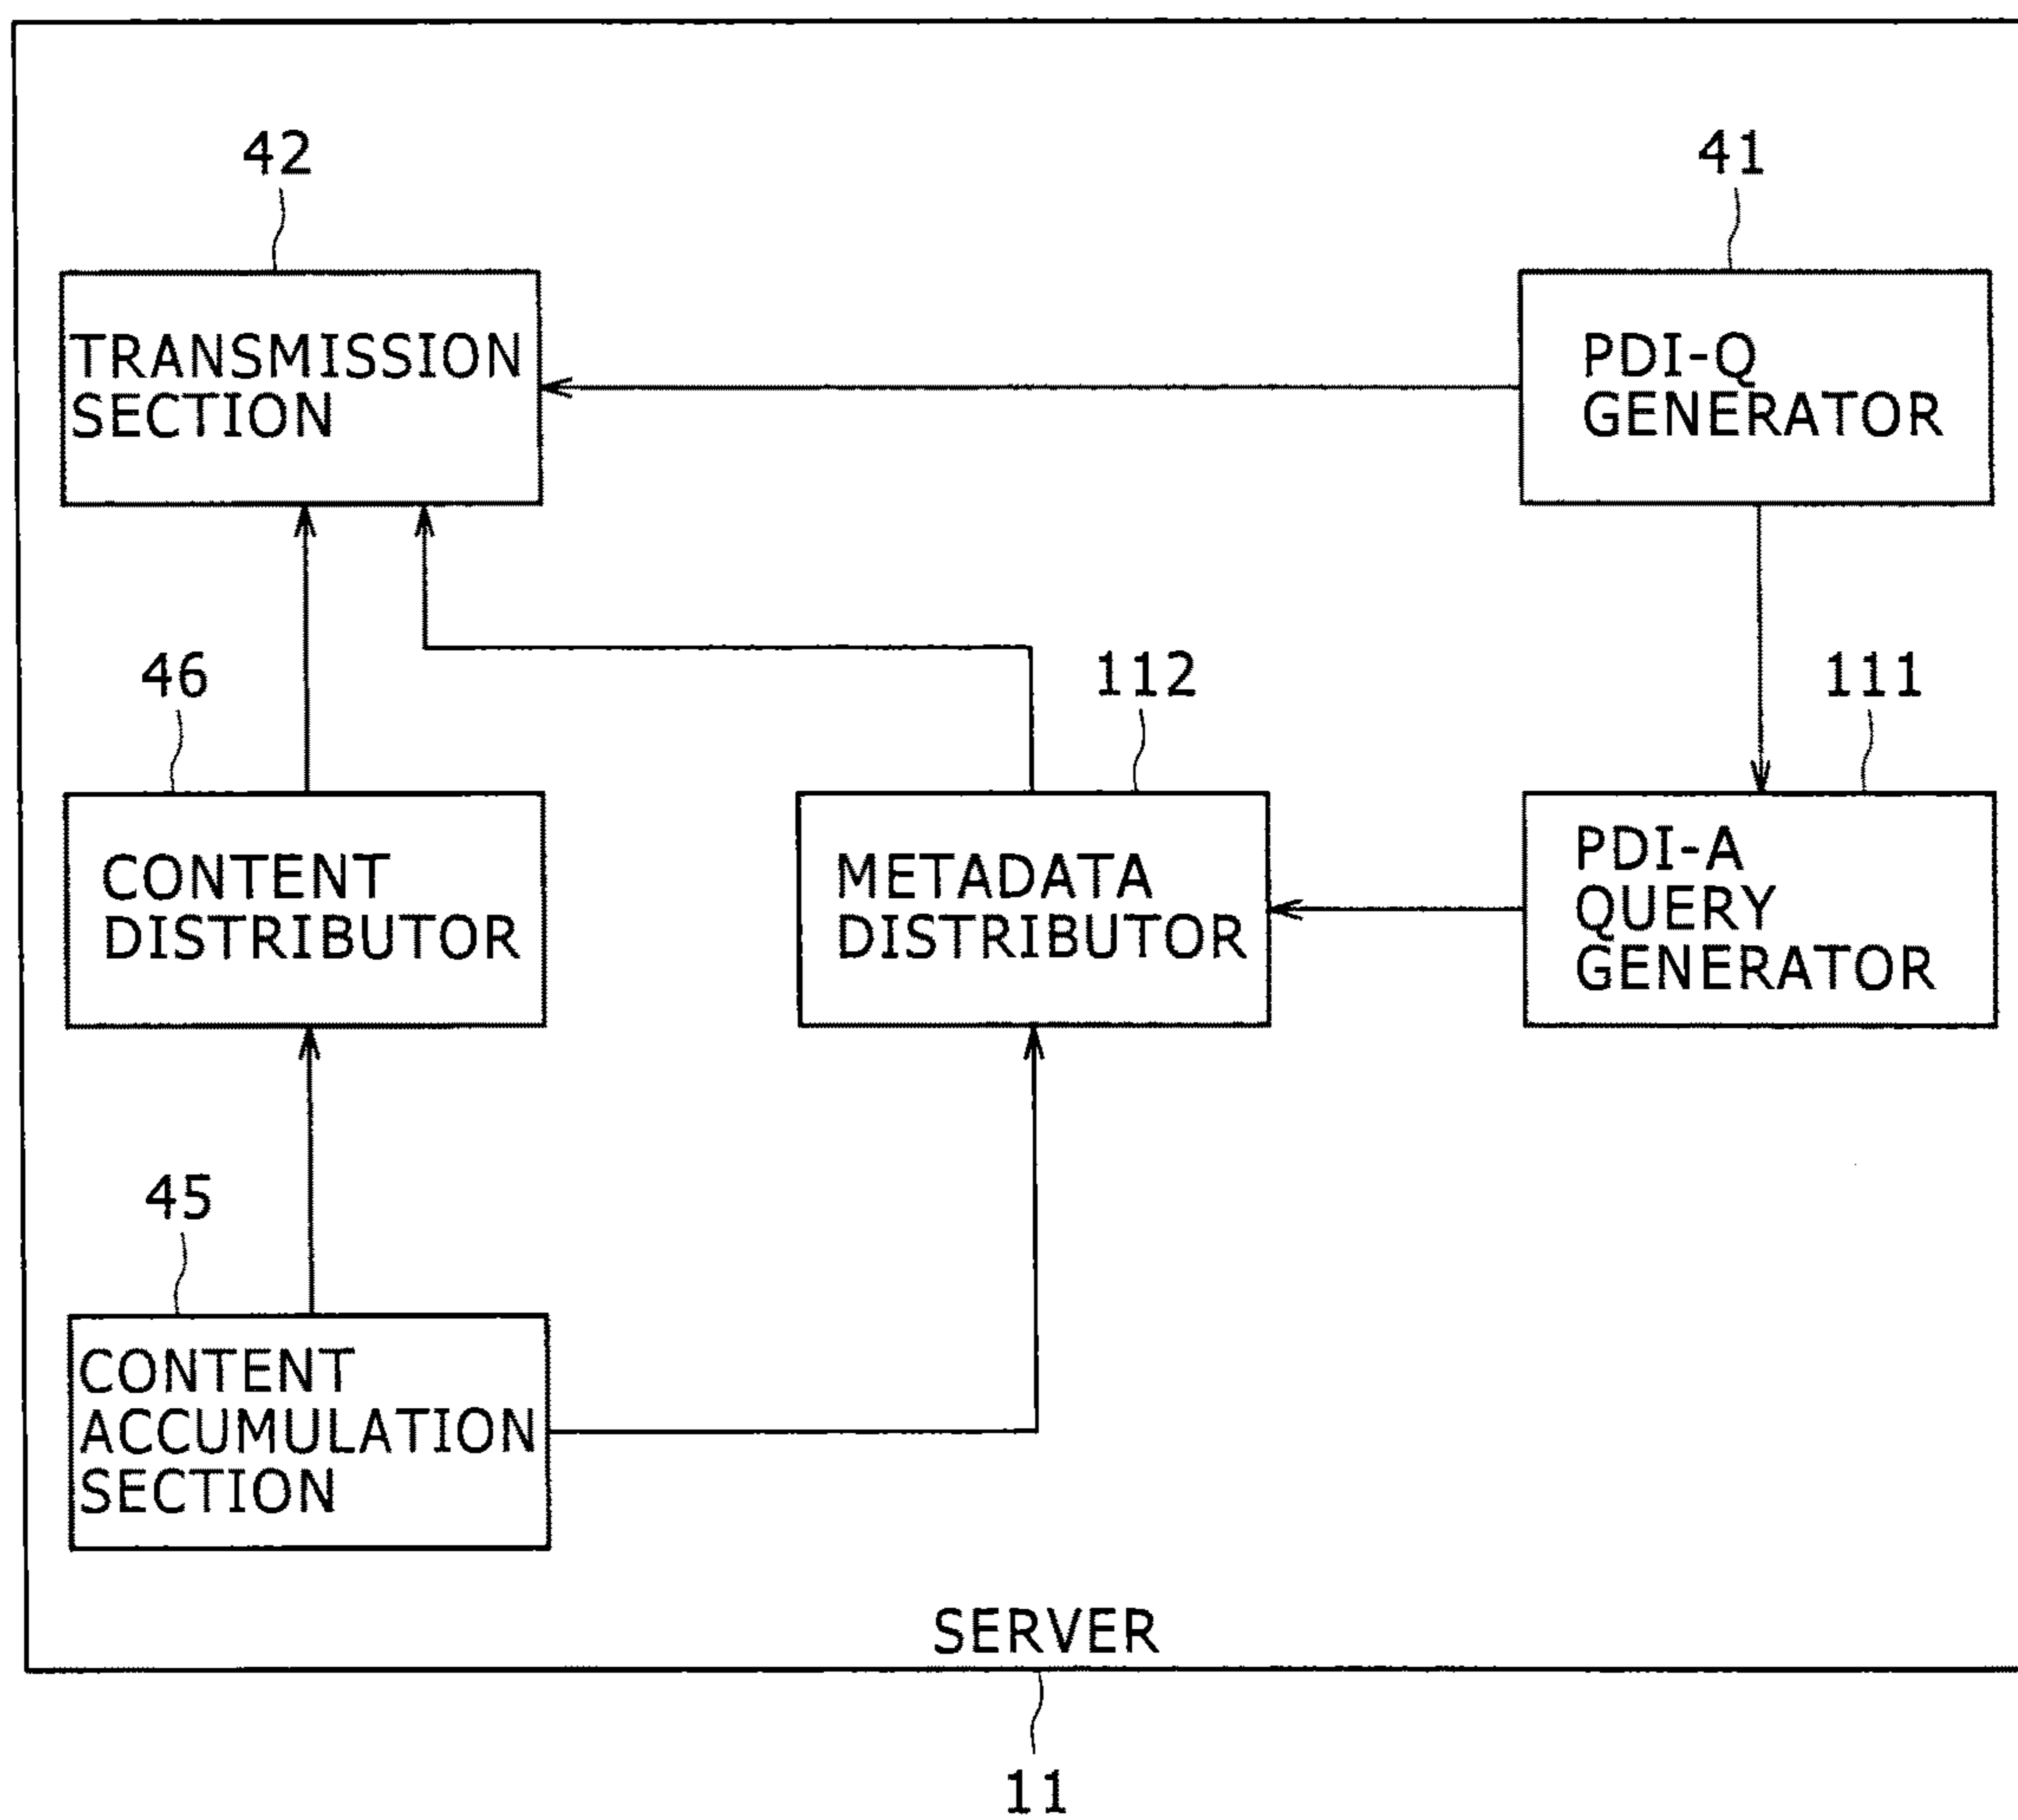 42
41
TRANSMISSION
SECTION
PDI-Q
GENERATOR
46
112
111
CONTENT
DISTRIBUTOR
METADATA
DISTRIBUTOR
PDI-A
QUERY
GENERATOR
45
CONTENT
ACCUMULATION
SECTION
SERVER
11